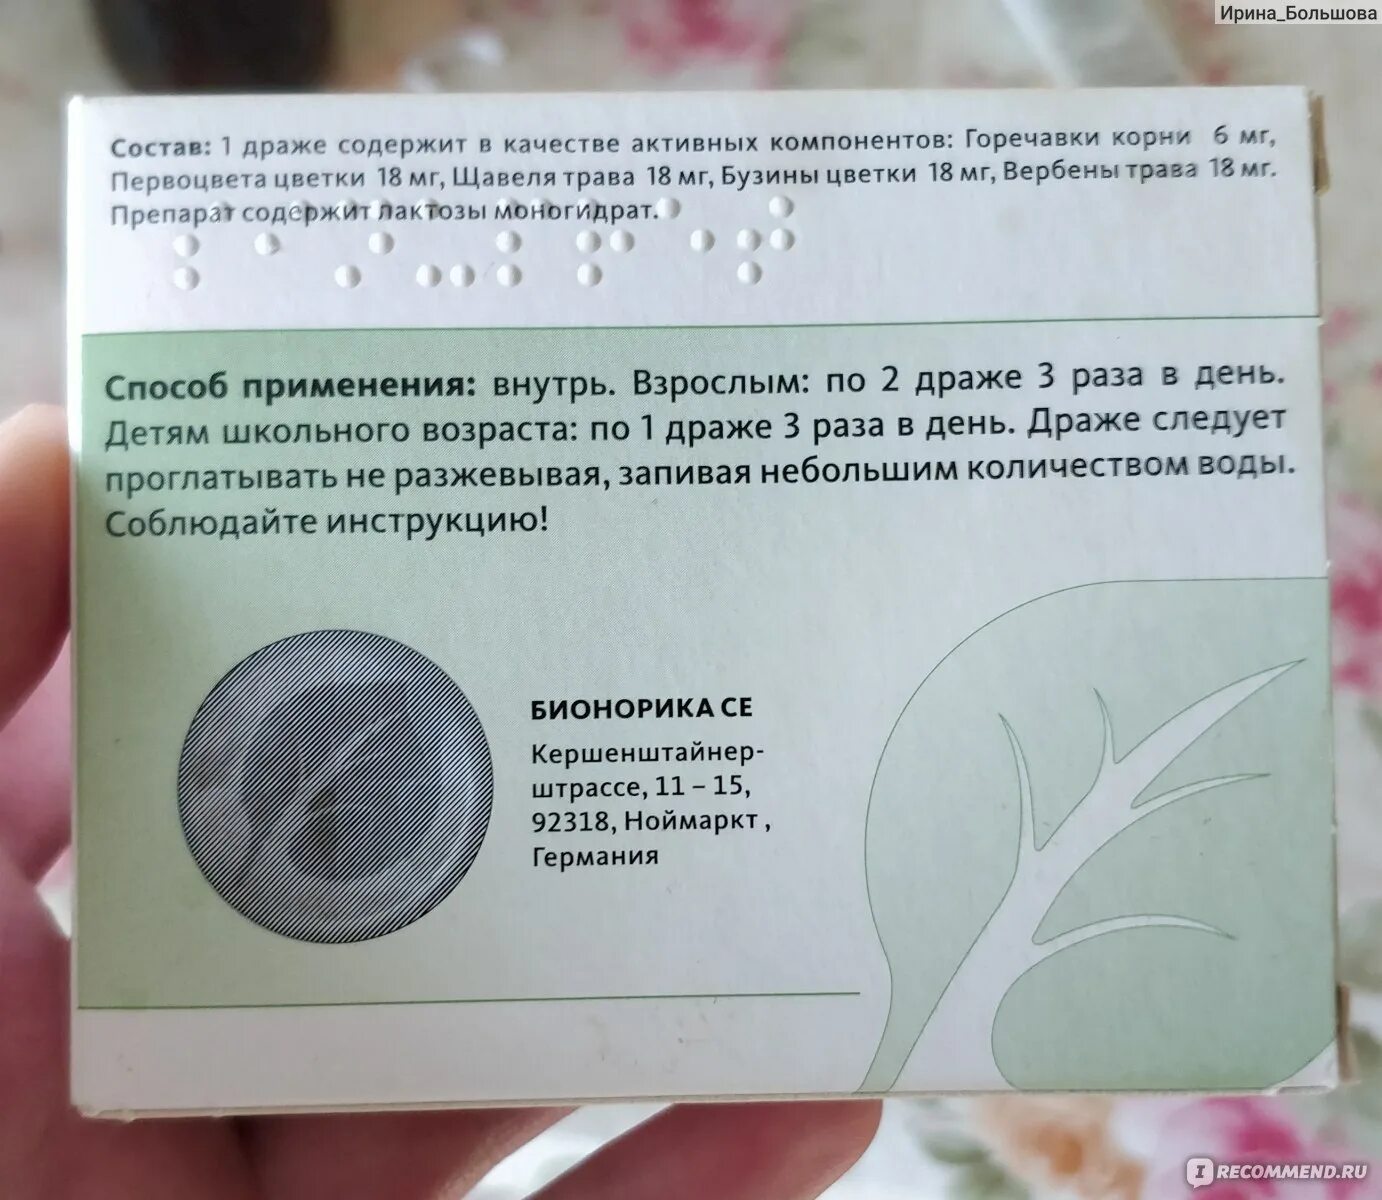 Ирина_Большова
Состав: 1 драже содержит в качестве активных компонентов: Горечавки корни 6 мг,
Первоцвета цветки 18 мг, Щавеля трава 18 мг, Бузины цветки 18 мг, Вербены трава 18 мг.
Препарат содержит лактозы моногидрат.
Способ применения: внутрь. Взрослым: по 2 драже 3 раза в день.
Детям школьного возраста: по 1 драже 3 раза в день. Драже следует
проглатывать не разжевывая, запивая небольшим количеством воды.
Соблюдайте инструкцию!
БИОНОРИКА СЕ
Кершенштайнер-
штрассе, 11 – 15,
92318, Ноймаркт ,
Германия
IRECOMMEND.RU